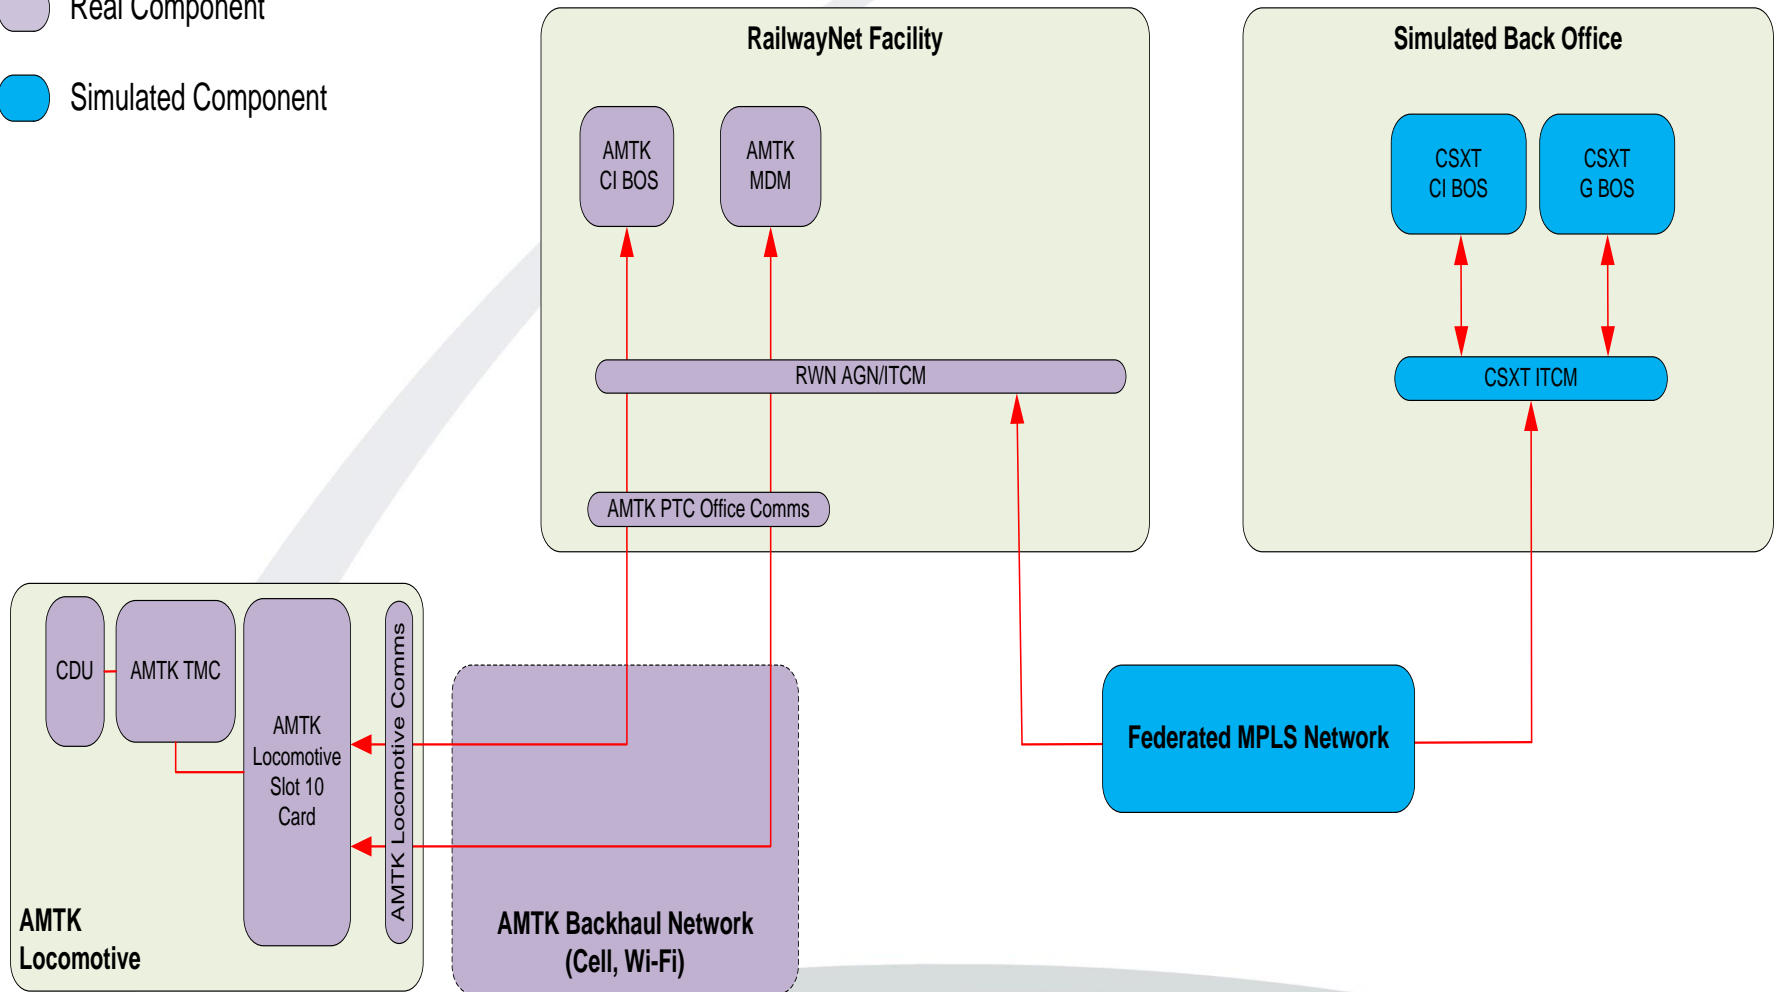 Real Component
Simulated Component
RailwayNet Facility
AMTK
CI BOS
AMTK
MDM
RWN AGN/ITCM
AMTK PTC Office Comms
Simulated Back Office
CSXT
CI BOS
CSXT
G BOS
CSXT ITCM
CDU
AMTK TMC
AMTK
Locomotive
Slot 10
Card
AMTK Locomotive Comms
AMTK
Locomotive
AMTK Backhaul Network
(Cell, Wi-Fi)
Federated MPLS Network